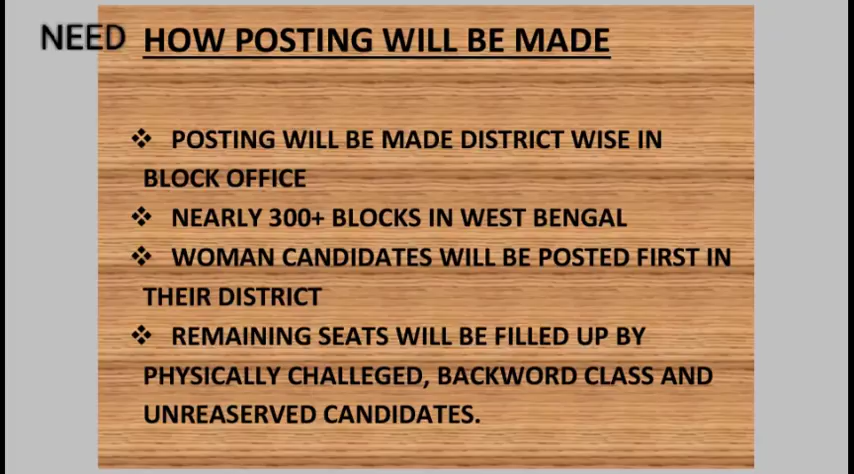 NEED HOW POSTING WILL BE MADE
❖ POSTING WILL BE MADE DISTRICT WISE IN
BLOCK OFFICE
❖ NEARLY 300+ BLOCKS IN WEST BENGAL
❖ WOMAN CANDIDATES WILL BE POSTED FIRST IN
THEIR DISTRICT
❖ REMAINING SEATS WILL BE FILLED UP BY
PHYSICALLY CHALLEGED, BACKWORD CLASS AND
UNREASERVED CANDIDATES.